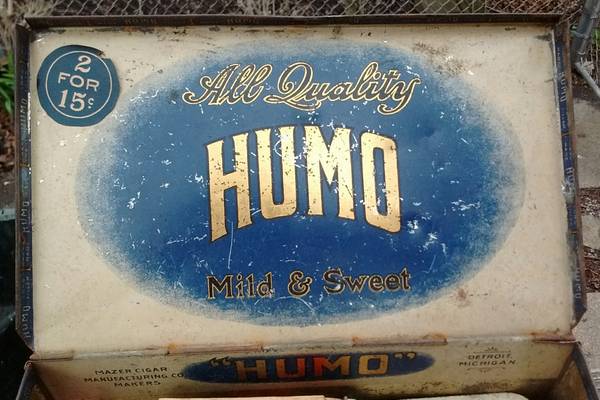 2
FOR
15¢
All Quality
HUMO
Mild & Sweet
MAZER CIGAR
MANUFACTURING CO
MAKERS
"HUMO"
DETROIT,
MICHIGAN